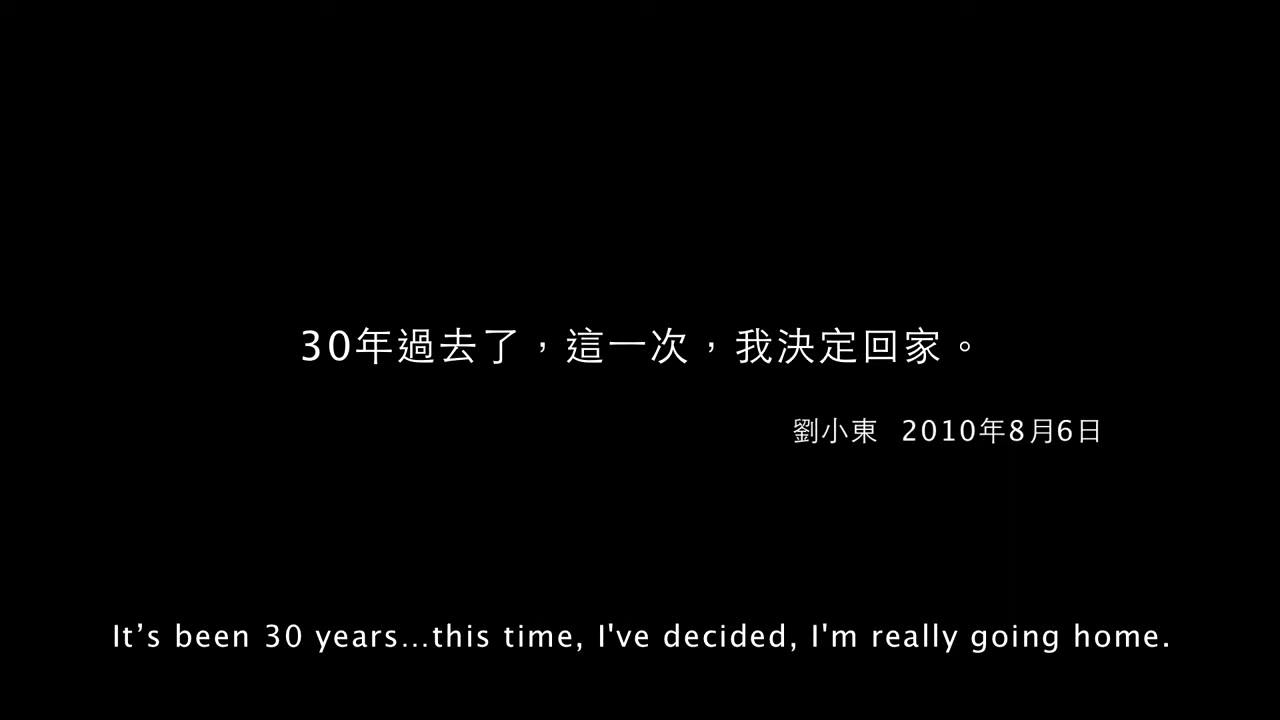 30年過去了，這一次，我決定回家。
劉小東 2010年8月6日
It’s been 30 years...this time, I've decided, I'm really going home.